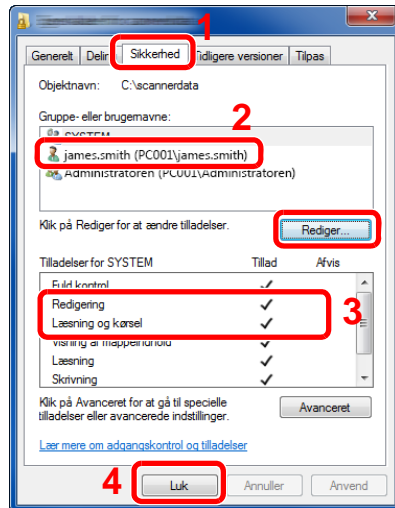 1
Generelt Deling Sikkerhed Tidligere versioner Tilpas
Objektnavn: C:\scannerdata
Gruppe- eller brugernavne:
2
SYSTEM
james.smith (PC001\james.smith)
Administratoren (PC001\Administratoren)
Klik på Rediger for at ændre tilladelser.
Rediger...
Tilladelser for SYSTEM Tillad Afvis
Fuld kontrol
Redigering
3
Læsning og kørsel
Visning af mappeindhold
Læsning
Skrivning
Klik på Avanceret for at gå til specielle
tilladelser eller avancerede indstillinger.
Avanceret
Lær mere om adgangskontrol og tilladelser
4
Luk Annuller Anvend